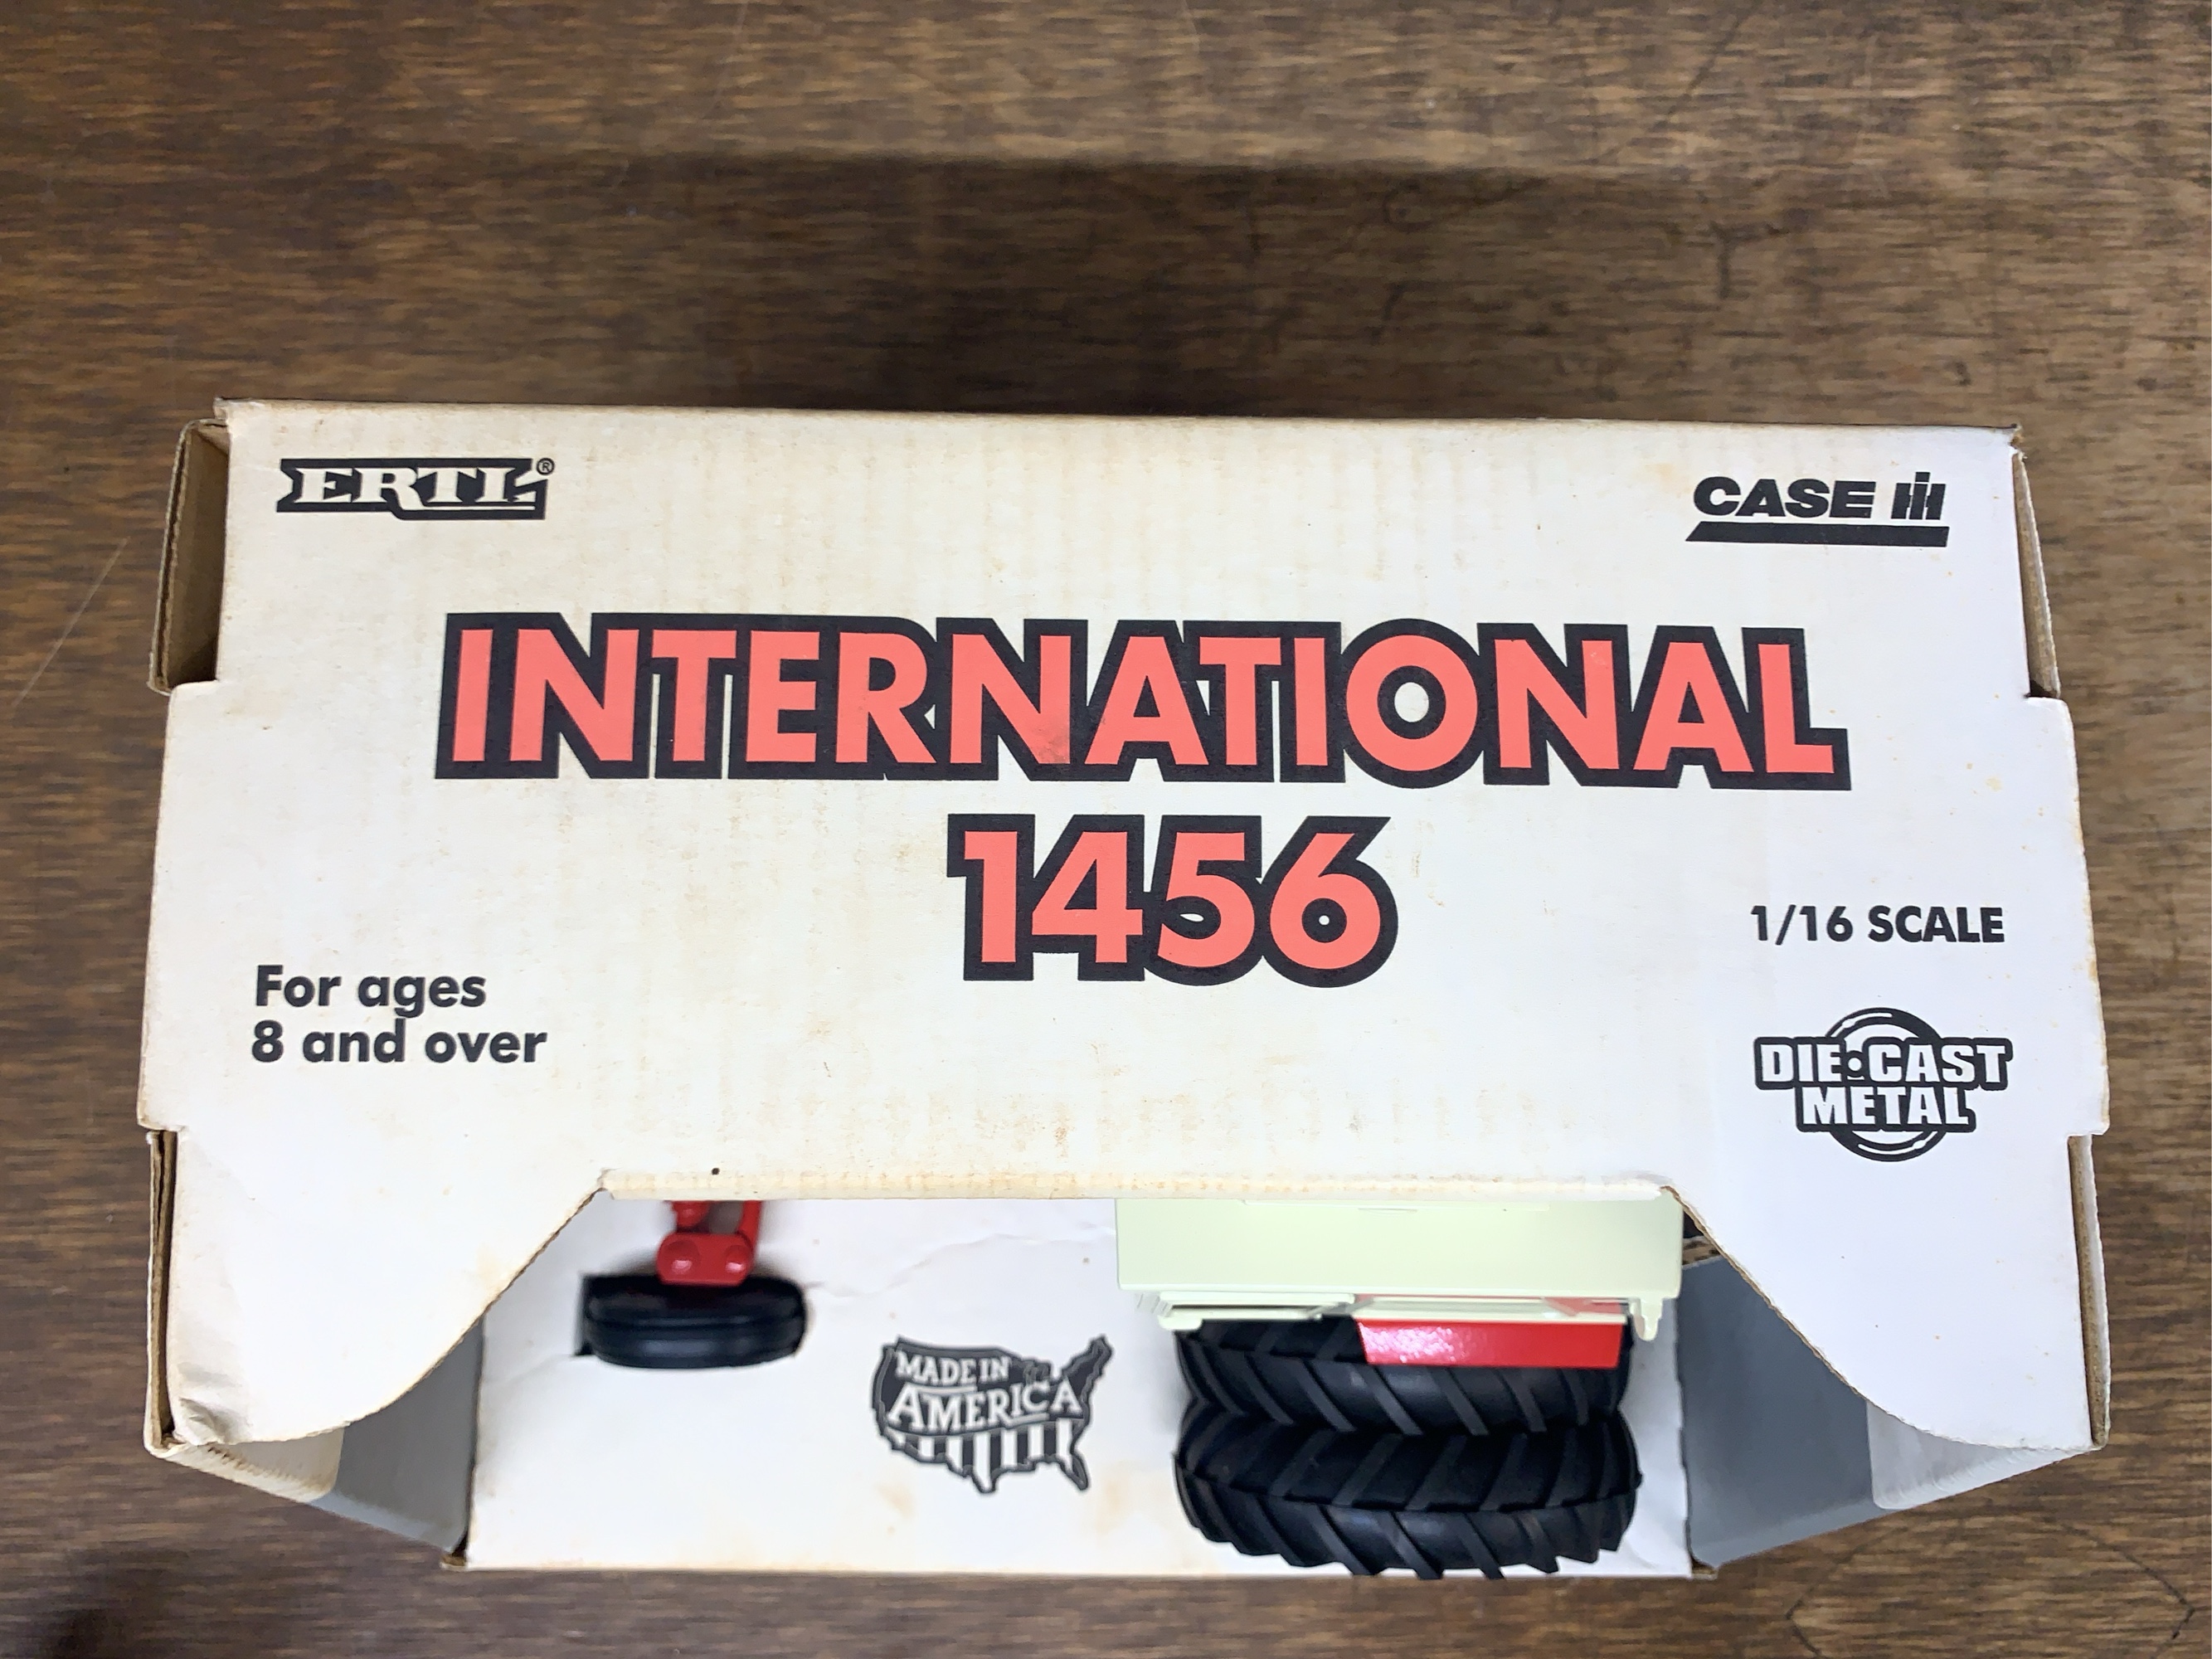 ERTL®
CASE IH
INTERNATIONAL
1456
1/16 SCALE
For ages
8 and over
DIE•CAST
METAL
MADE IN
AMERICA